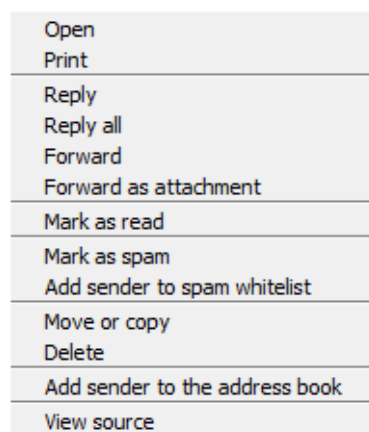 Open
Print
Reply
Reply all
Forward
Forward as attachment
Mark as read
Mark as spam
Add sender to spam whitelist
Move or copy
Delete
Add sender to the address book
View source